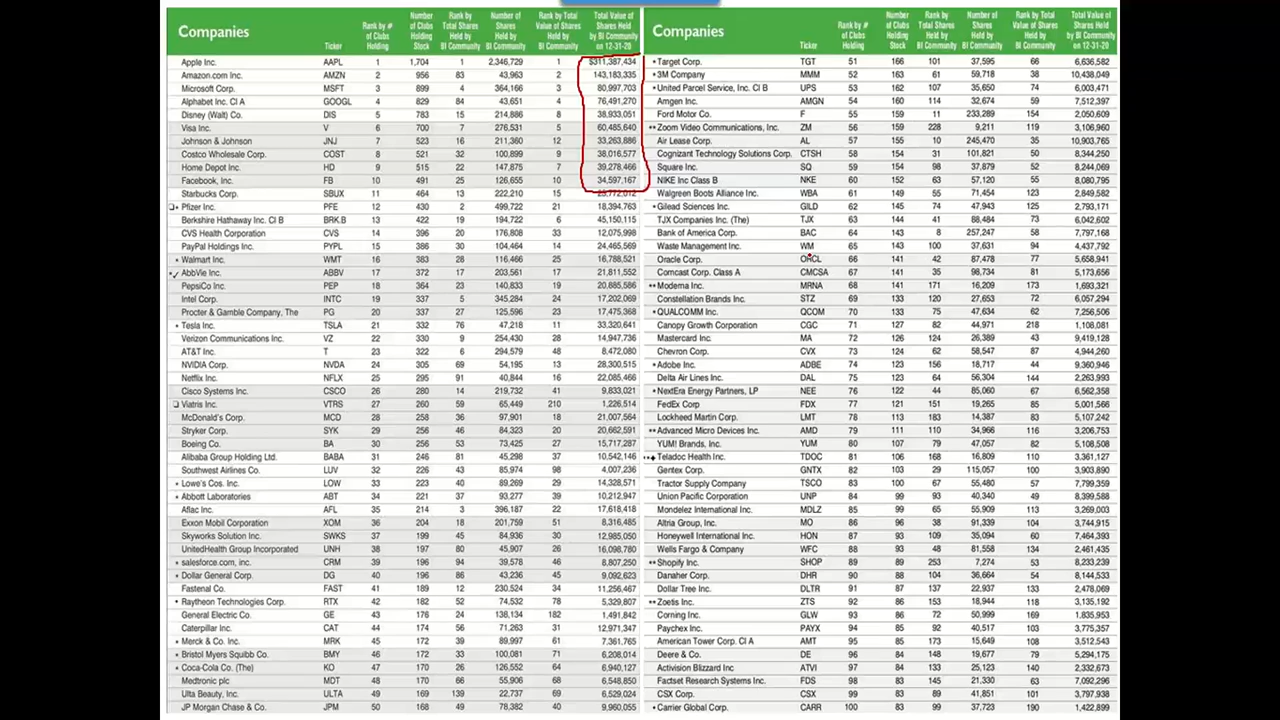 Companies
Ticker
Rank by #
of Clubs
Holding
Number
of Clubs
Holding
Stock
Rank by
Total Shares
Held by
BI Community
Number of
Shares
Held by
BI Community
Rank by Total
Value of Shares
Held by
BI Community
Total Value of
Shares Held
by BI Community
on 12-31-20
Apple Inc. AAPL 1 1,704 1 2,346,729 1 $311,387,434
Amazon.com Inc. AMZN 2 956 83 43,963 2 143,183,335
Microsoft Corp. MSFT 3 899 4 364,166 3 80,997,703
Alphabet Inc. Cl A GOOGL 4 829 84 43,651 4 76,491,270
Disney (Walt) Co. DIS 5 783 15 214,886 8 38,933,051
Visa Inc. V 6 700 7 276,531 5 60,485,640
Johnson & Johnson JNJ 7 532 16 211,360 12 33,263,886
Costco Wholesale Corp. COST 8 521 32 100,899 9 38,016,577
Home Depot Inc. HD 9 515 22 147,875 7 39,278,466
Facebook, Inc. FB 10 491 25 126,655 10 34,597,167
Starbucks Corp. SBUX 11 464 13 222,210 15 23,772,012
❑• Pfizer Inc. PFE 12 430 2 499,722 21 18,394,763
Berkshire Hathaway Inc. Cl B BRK.B 13 422 19 194,722 6 45,150,115
CVS Health Corporation CVS 14 396 20 176,808 33 12,075,998
PayPal Holdings Inc. PYPL 15 386 30 104,464 14 24,465,569
• Walmart Inc. WMT 16 383 28 116,466 25 16,788,521
•✓ AbbVie Inc. ABBV 17 372 17 203,561 17 21,811,552
PepsiCo Inc. PEP 18 364 23 140,833 19 20,885,586
Intel Corp. INTC 19 337 5 345,284 24 17,202,069
Procter & Gamble Company, The PG 20 337 27 125,596 23 17,475,368
• Tesla Inc. TSLA 21 332 76 47,218 11 33,320,641
Verizon Communications Inc. VZ 22 330 9 254,430 28 14,947,736
AT&T Inc. T 23 322 6 294,579 48 8,472,080
NVIDIA Corp. NVDA 24 305 69 54,195 13 28,300,515
Netflix Inc. NFLX 25 295 91 40,844 16 22,085,466
Cisco Systems Inc. CSCO 26 280 14 219,732 41 9,833,021
❑ Viatris Inc. VTRS 27 260 59 65,449 210 1,226,514
McDonald's Corp. MCD 28 258 36 97,901 18 21,007,564
Stryker Corp. SYK 29 256 46 84,323 20 20,662,591
Boeing Co. BA 30 256 53 73,425 27 15,717,287
Alibaba Group Holding Ltd. BABA 31 246 81 45,298 37 10,542,146
Southwest Airlines Co. LUV 32 226 43 85,974 98 4,007,236
• Lowe's Cos. Inc. LOW 33 223 40 89,269 29 14,328,571
• Abbott Laboratories ABT 34 221 37 93,277 39 10,212,947
Aflac Inc. AFL 35 214 3 396,187 22 17,618,418
Exxon Mobil Corporation XOM 36 204 18 201,759 51 8,316,485
Skyworks Solution Inc. SWKS 37 199 45 84,936 30 12,985,050
UnitedHealth Group Incorporated UNH 38 197 80 45,907 26 16,098,780
• salesforce.com, inc. CRM 39 196 94 39,578 46 8,807,250
• Dollar General Corp. DG 40 196 86 43,236 45 9,092,623
Fastenal Co. FAST 41 189 12 230,524 34 11,256,467
• Raytheon Technologies Corp. RTX 42 182 52 74,532 78 5,329,807
General Electric Co. GE 43 176 24 138,134 182 1,491,842
Caterpillar Inc. CAT 44 174 56 71,263 31 12,971,347
• Merck & Co. Inc. MRK 45 172 39 89,997 61 7,361,765
• Bristol Myers Squibb Co. BMY 46 172 33 100,081 71 6,208,014
• Coca-Cola Co. (The) KO 47 170 26 126,552 64 6,940,127
Medtronic plc MDT 48 170 66 55,906 68 6,548,850
Ulta Beauty, Inc. ULTA 49 169 139 22,737 69 6,529,024
JP Morgan Chase & Co. JPM 50 168 49 78,382 40 9,960,055
Companies
Ticker
Rank by #
of Clubs
Holding
Number
of Clubs
Holding
Stock
Rank by
Total Shares
Held by
BI Community
Number of
Shares
Held by
BI Community
Rank by Total
Value of Shares
Held by
BI Community
Total Value of
Shares Held
by BI Community
on 12-31-20
• Target Corp. TGT 51 166 101 37,595 66 6,636,582
• 3M Company MMM 52 163 61 59,718 38 10,438,049
• United Parcel Service, Inc. Cl B UPS 53 162 107 35,650 74 6,003,471
Amgen Inc. AMGN 54 160 114 32,674 59 7,512,397
Ford Motor Co. F 55 159 11 233,289 154 2,050,609
•• Zoom Video Communications, Inc. ZM 56 159 228 9,211 119 3,106,960
Air Lease Corp. AL 57 155 10 245,470 35 10,903,765
Cognizant Technology Solutions Corp. CTSH 58 154 31 101,821 50 8,344,250
Square Inc. SQ 59 154 98 37,879 52 8,244,069
NIKE Inc Class B NKE 60 152 63 57,120 55 8,080,795
Walgreen Boots Alliance Inc. WBA 61 149 55 71,454 123 2,849,582
• Gilead Sciences Inc. GILD 62 145 74 47,943 125 2,793,171
TJX Companies Inc. (The) TJX 63 144 41 88,484 73 6,042,602
Bank of America Corp. BAC 64 143 8 257,247 58 7,797,168
Waste Management Inc. WM 65 143 100 37,631 94 4,437,792
Oracle Corp. ORCL 66 141 42 87,478 77 5,658,941
Comcast Corp. Class A CMCSA 67 141 35 98,734 81 5,173,656
•• Moderna Inc. MRNA 68 141 171 16,209 173 1,693,321
Constellation Brands Inc. STZ 69 133 120 27,653 72 6,057,294
• QUALCOMM Inc. QCOM 70 133 75 47,634 62 7,256,506
Canopy Growth Corporation CGC 71 127 82 44,971 218 1,108,081
Mastercard Inc. MA 72 126 124 26,389 43 9,419,128
Chevron Corp. CVX 73 124 62 58,547 87 4,944,260
• Adobe Inc. ADBE 74 123 156 18,717 44 9,360,946
Delta Air Lines Inc. DAL 75 123 64 56,304 144 2,263,993
• NextEra Energy Partners, LP NEE 76 122 44 85,060 67 6,562,358
FedEx Corp FDX 77 121 151 19,265 85 5,001,566
Lockheed Martin Corp. LMT 78 113 183 14,387 83 5,107,242
•• Advanced Micro Devices Inc. AMD 79 111 110 34,966 116 3,206,753
YUM! Brands, Inc. YUM 80 107 79 47,057 82 5,108,508
••◆ Teladoc Health Inc. TDOC 81 106 168 16,809 110 3,361,127
Gentex Corp. GNTX 82 103 29 115,057 100 3,903,890
Tractor Supply Company TSCO 83 100 67 55,480 57 7,799,359
Union Pacific Corporation UNP 84 99 93 40,340 49 8,399,588
Mondelez International Inc. MDLZ 85 99 65 55,909 113 3,269,003
Altria Group, Inc. MO 86 96 38 91,339 104 3,744,915
Honeywell International Inc. HON 87 93 109 35,094 60 7,464,393
Wells Fargo & Company WFC 88 93 48 81,558 134 2,461,435
•• Shopify Inc. SHOP 89 89 253 7,274 53 8,233,239
Danaher Corp. DHR 90 88 104 36,664 54 8,144,533
Dollar Tree Inc. DLTR 91 87 137 22,937 133 2,478,069
•• Zoetis Inc. ZTS 92 86 153 18,944 118 3,135,192
Corning Inc. GLW 93 86 72 50,999 169 1,835,953
Paychex Inc. PAYX 94 85 92 40,517 103 3,775,357
American Tower Corp. Cl A AMT 95 85 173 15,649 108 3,512,543
Deere & Co. DE 96 84 148 19,677 79 5,294,175
Activision Blizzard Inc ATVI 97 84 133 25,123 140 2,332,673
Factset Research Systems Inc. FDS 98 83 145 21,330 63 7,092,296
CSX Corp. CSX 99 83 89 41,851 101 3,797,938
• Carrier Global Corp. CARR 100 83 99 37,723 190 1,422,899